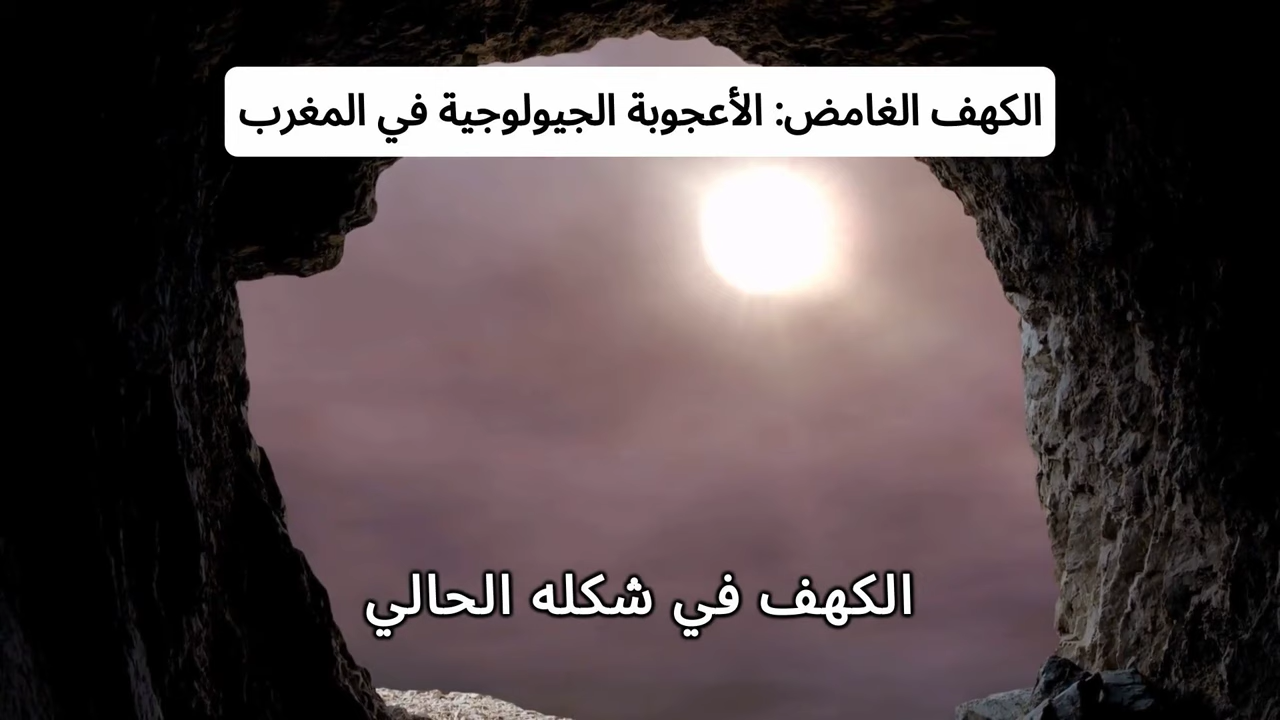 الكهف الغامض: الأعجوبة الجيولوجية في المغرب
الكهف في شكله الحالي